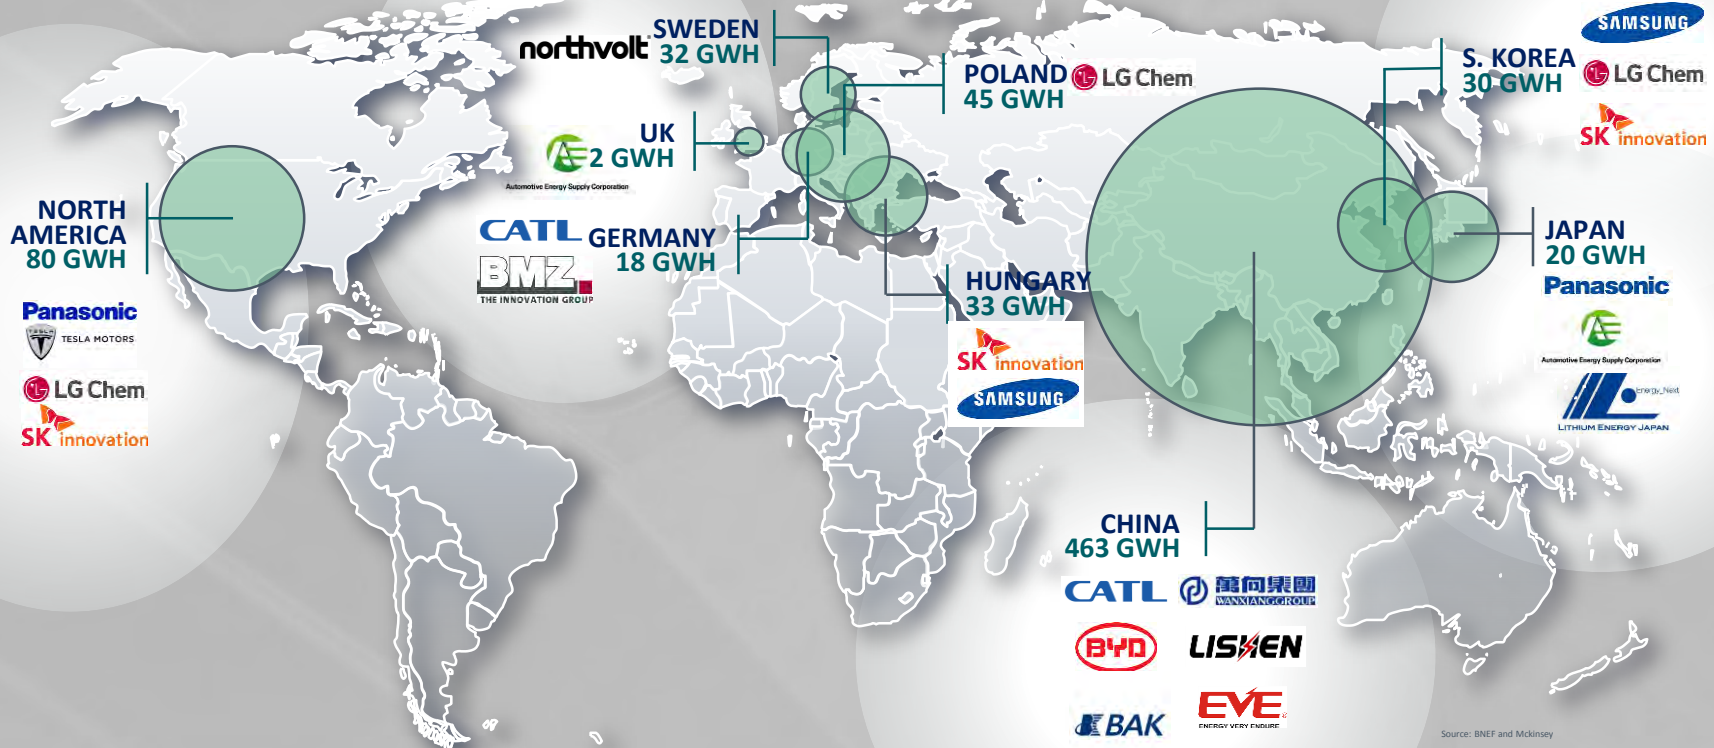 northvolt
SWEDEN
32 GWH
POLAND
45 GWH
LG Chem
S. KOREA
30 GWH
SAMSUNG
LG Chem
SK innovation
UK
2 GWH
Automotive Energy Supply Corporation
NORTH
AMERICA
80 GWH
Panasonic
TESLA
TESLA MOTORS
LG Chem
SK innovation
CATL
BMZ
THE INNOVATION GROUP
GERMANY
18 GWH
HUNGARY
33 GWH
SK innovation
SAMSUNG
JAPAN
20 GWH
Panasonic
Automotive Energy Supply Corporation
Energy_Next
LITHIUM ENERGY JAPAN
CHINA
463 GWH
CATL
萬向集團
WANXIANG GROUP
BYD
LISHEN
BAK
EVE
ENERGY VERY ENDURE
Source: BNEF and Mckinsey